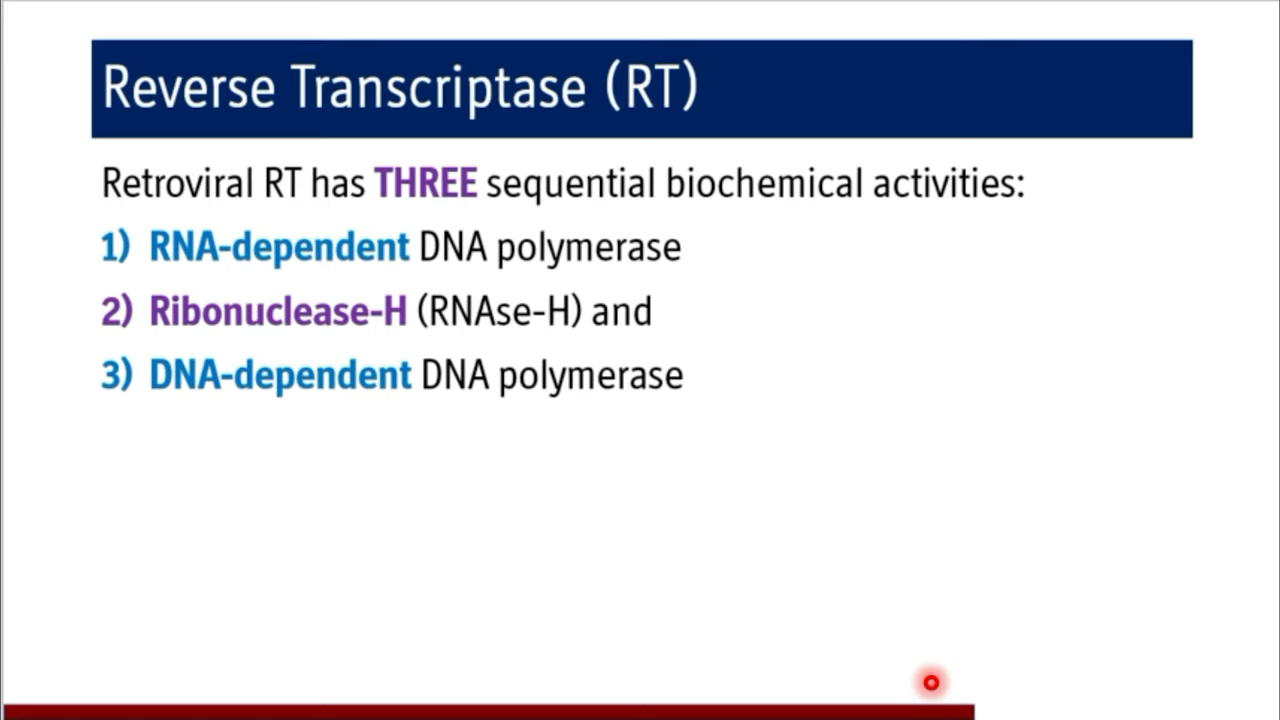 Reverse Transcriptase (RT)
Retroviral RT has THREE sequential biochemical activities:
1) RNA-dependent DNA polymerase
2) Ribonuclease-H (RNAse-H) and
3) DNA-dependent DNA polymerase